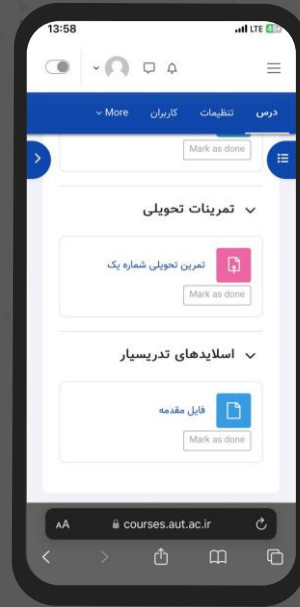 13:58 LTE
درس تنظیمات کاربران More
Mark as done
تمرینات تحویلی
تمرین تحویلی شماره یک
Mark as done
اسلایدهای تدریسیار
فایل مقدمه
Mark as done
AA courses.aut.ac.ir